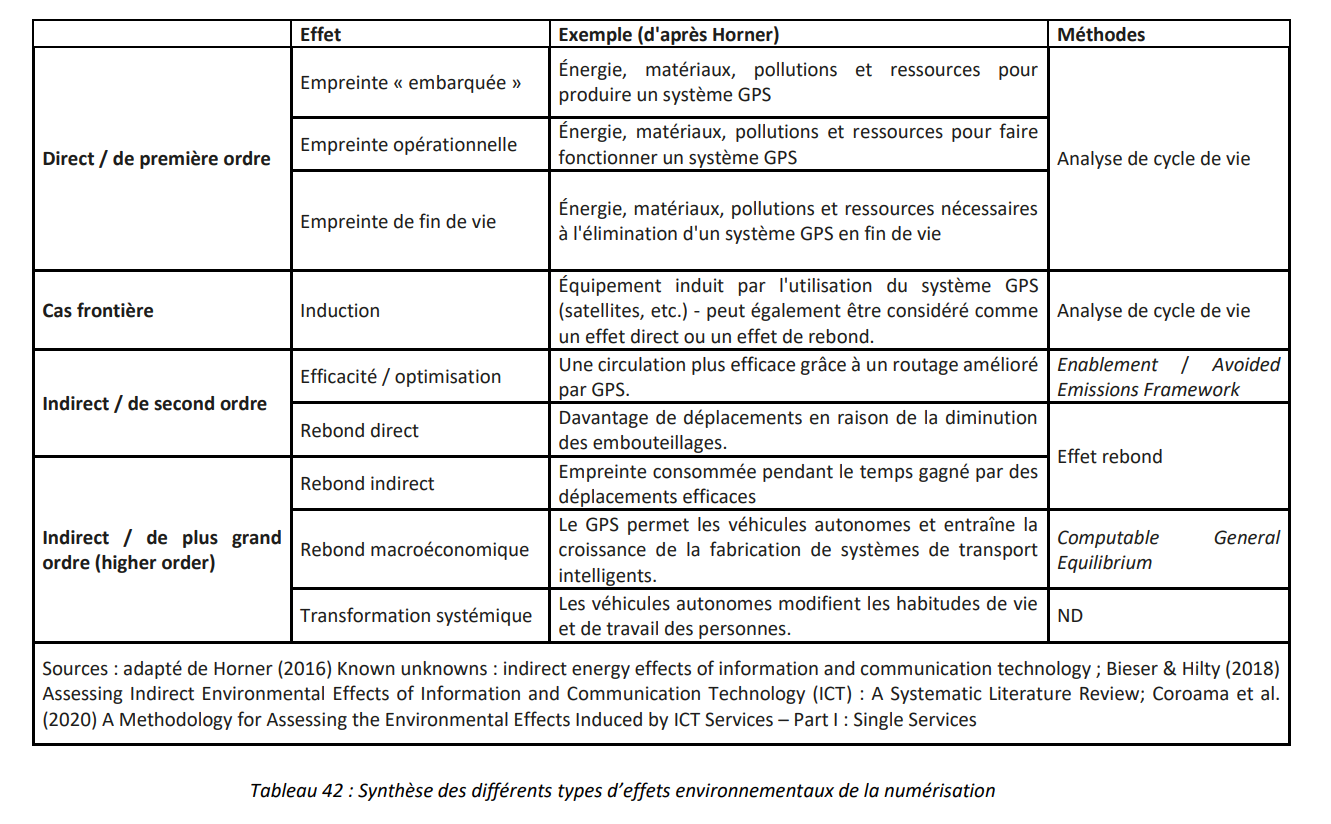 Effet
Exemple (d'après Horner)
Méthodes
Direct / de première ordre
Empreinte « embarquée »
Énergie, matériaux, pollutions et ressources pour
produire un système GPS
Analyse de cycle de vie
Empreinte opérationnelle
Énergie, matériaux, pollutions et ressources pour faire
fonctionner un système GPS
Empreinte de fin de vie
Énergie, matériaux, pollutions et ressources nécessaires
à l'élimination d'un système GPS en fin de vie
Cas frontière
Induction
Équipement induit par l'utilisation du système GPS
(satellites, etc.) - peut également être considéré comme
un effet direct ou un effet de rebond.
Analyse de cycle de vie
Indirect / de second ordre
Efficacité / optimisation
Une circulation plus efficace grâce à un routage amélioré
par GPS.
Enablement / Avoided
Emissions Framework
Rebond direct
Davantage de déplacements en raison de la diminution
des embouteillages.
Effet rebond
Indirect / de plus grand
ordre (higher order)
Rebond indirect
Empreinte consommée pendant le temps gagné par des
déplacements efficaces
Rebond macroéconomique
Le GPS permet les véhicules autonomes et entraîne la
croissance de la fabrication de systèmes de transport
intelligents.
Computable General
Equilibrium
Transformation systémique
Les véhicules autonomes modifient les habitudes de vie
et de travail des personnes.
ND
Sources : adapté de Horner (2016) Known unknowns : indirect energy effects of information and communication technology ; Bieser & Hilty (2018)
Assessing Indirect Environmental Effects of Information and Communication Technology (ICT) : A Systematic Literature Review; Coroama et al.
(2020) A Methodology for Assessing the Environmental Effects Induced by ICT Services – Part I : Single Services
Tableau 42 : Synthèse des différents types d'effets environnementaux de la numérisation